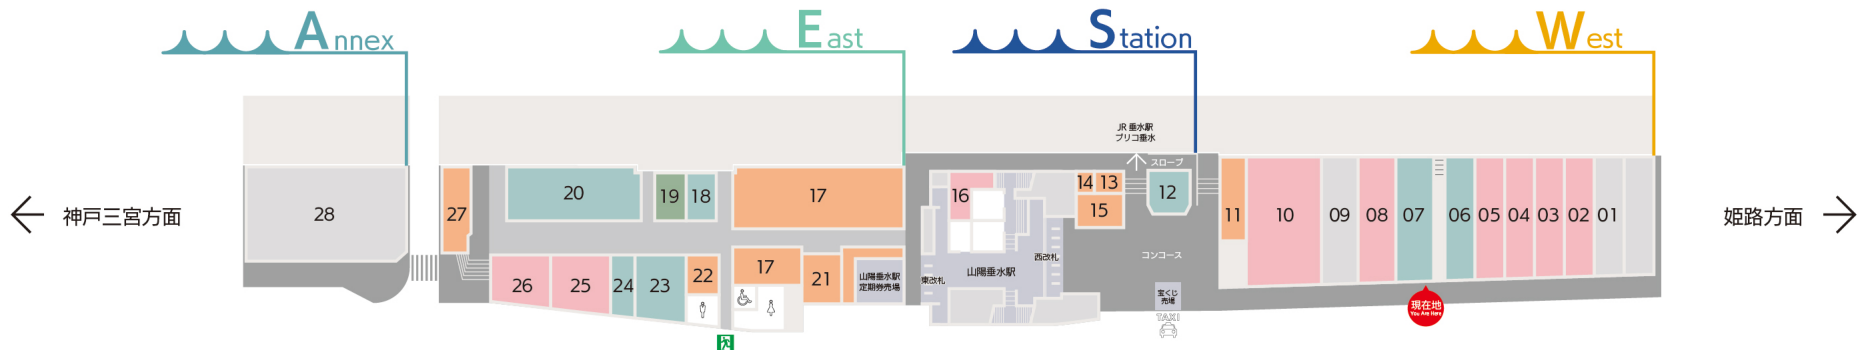 Annex
East
Station
West
神戸三宮方面
姫路方面
JR 垂水駅
プリコ垂水
スロープ
28
27
20
19
18
17
16
14
13
15
12
11
10
09
08
07
06
05
04
03
02
01
26
25
24
23
22
17
21
山陽垂水駅
定期券売場
東改札
山陽垂水駅
西改札
コンコース
宝くじ
売場
TAXI
現在地
You Are Here